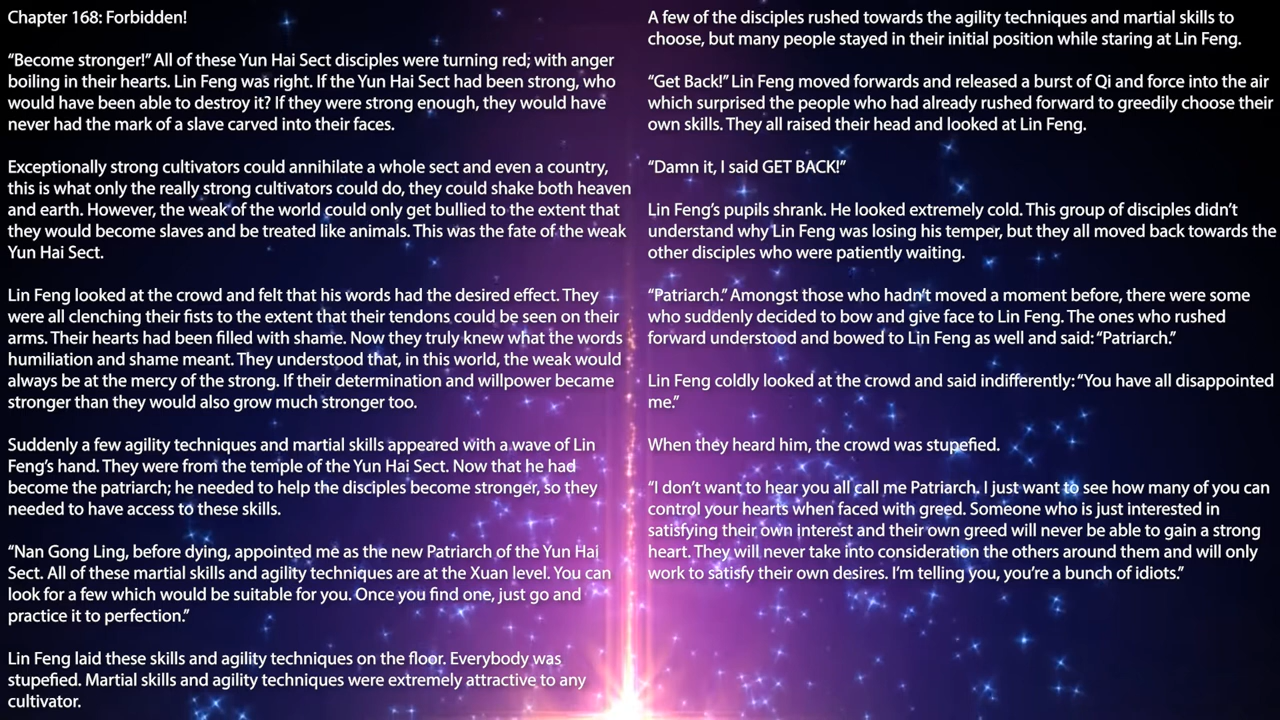 Chapter 168: Forbidden!
“Become stronger!” All of these Yun Hai Sect disciples were turning red; with anger
boiling in their hearts. Lin Feng was right. If the Yun Hai Sect had been strong, who
would have been able to destroy it? If they were strong enough, they would have
never had the mark of a slave carved into their faces.
Exceptionally strong cultivators could annihilate a whole sect and even a country,
this is what only the really strong cultivators could do, they could shake both heaven
and earth. However, the weak of the world could only get bullied to the extent that
they would become slaves and be treated like animals. This was the fate of the weak
Yun Hai Sect.
Lin Feng looked at the crowd and felt that his words had the desired effect. They
were all clenching their fists to the extent that their tendons could be seen on their
arms. Their hearts had been filled with shame. Now they truly knew what the words
humiliation and shame meant. They understood that, in this world, the weak would
always be at the mercy of the strong. If their determination and willpower became
stronger than they would also grow much stronger too.
Suddenly a few agility techniques and martial skills appeared with a wave of Lin
Feng’s hand. They were from the temple of the Yun Hai Sect. Now that he had
become the patriarch; he needed to help the disciples become stronger, so they
needed to have access to these skills.
“Nan Gong Ling, before dying, appointed me as the new Patriarch of the Yun Hai
Sect. All of these martial skills and agility techniques are at the Xuan level. You can
look for a few which would be suitable for you. Once you find one, just go and
practice it to perfection.”
Lin Feng laid these skills and agility techniques on the floor. Everybody was
stupefied. Martial skills and agility techniques were extremely attractive to any
cultivator.
A few of the disciples rushed towards the agility techniques and martial skills to
choose, but many people stayed in their initial position while staring at Lin Feng.
“Get Back!” Lin Feng moved forwards and released a burst of Qi and force into the air
which surprised the people who had already rushed forward to greedily choose their
own skills. They all raised their head and looked at Lin Feng.
“Damn it, I said GET BACK!”
Lin Feng’s pupils shrank. He looked extremely cold. This group of disciples didn’t
understand why Lin Feng was losing his temper, but they all moved back towards the
other disciples who were patiently waiting.
“Patriarch.” Amongst those who hadn’t moved a moment before, there were some
who suddenly decided to bow and give face to Lin Feng. The ones who rushed
forward understood and bowed to Lin Feng as well and said: “Patriarch.”
Lin Feng coldly looked at the crowd and said indifferently: “You have all disappointed
me.”
When they heard him, the crowd was stupefied.
“I don’t want to hear you all call me Patriarch. I just want to see how many of you can
control your hearts when faced with greed. Someone who is just interested in
satisfying their own interest and their own greed will never be able to gain a strong
heart. They will never take into consideration the others around them and will only
work to satisfy their own desires. I’m telling you, you’re a bunch of idiots.”